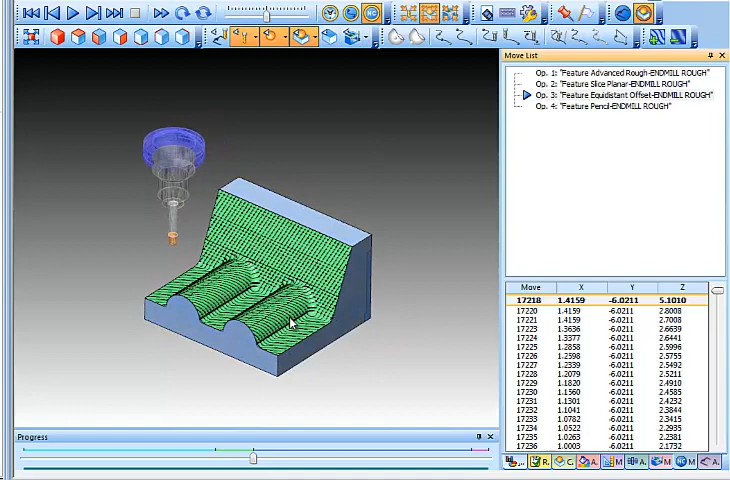 NC
Move List
Op. 1: "Feature Advanced Rough-ENDMILL ROUGH"
Op. 2: "Feature Slice Planar-ENDMILL ROUGH"
Op. 3: "Feature Equidistant Offset-ENDMILL ROUGH"
Op. 4: "Feature Pencil-ENDMILL ROUGH"
Move X Y Z
17218 1.4159 -6.0211 5.1010
17220 1.4159 -6.0211 2.8008
17221 1.4159 -6.0211 2.7008
17223 1.3636 -6.0211 2.6639
17224 1.3377 -6.0211 2.6441
17225 1.2858 -6.0211 2.5996
17226 1.2598 -6.0211 2.5755
17227 1.2339 -6.0211 2.5492
17228 1.2079 -6.0211 2.5211
17229 1.1820 -6.0211 2.4910
17230 1.1560 -6.0211 2.4585
17231 1.1301 -6.0211 2.4232
17232 1.1041 -6.0211 2.3844
17233 1.0782 -6.0211 2.3415
17234 1.0522 -6.0211 2.2935
17235 1.0263 -6.0211 2.2381
17236 1.0003 -6.0211 2.1732
Progress
... R. C. A. M A. M M A.